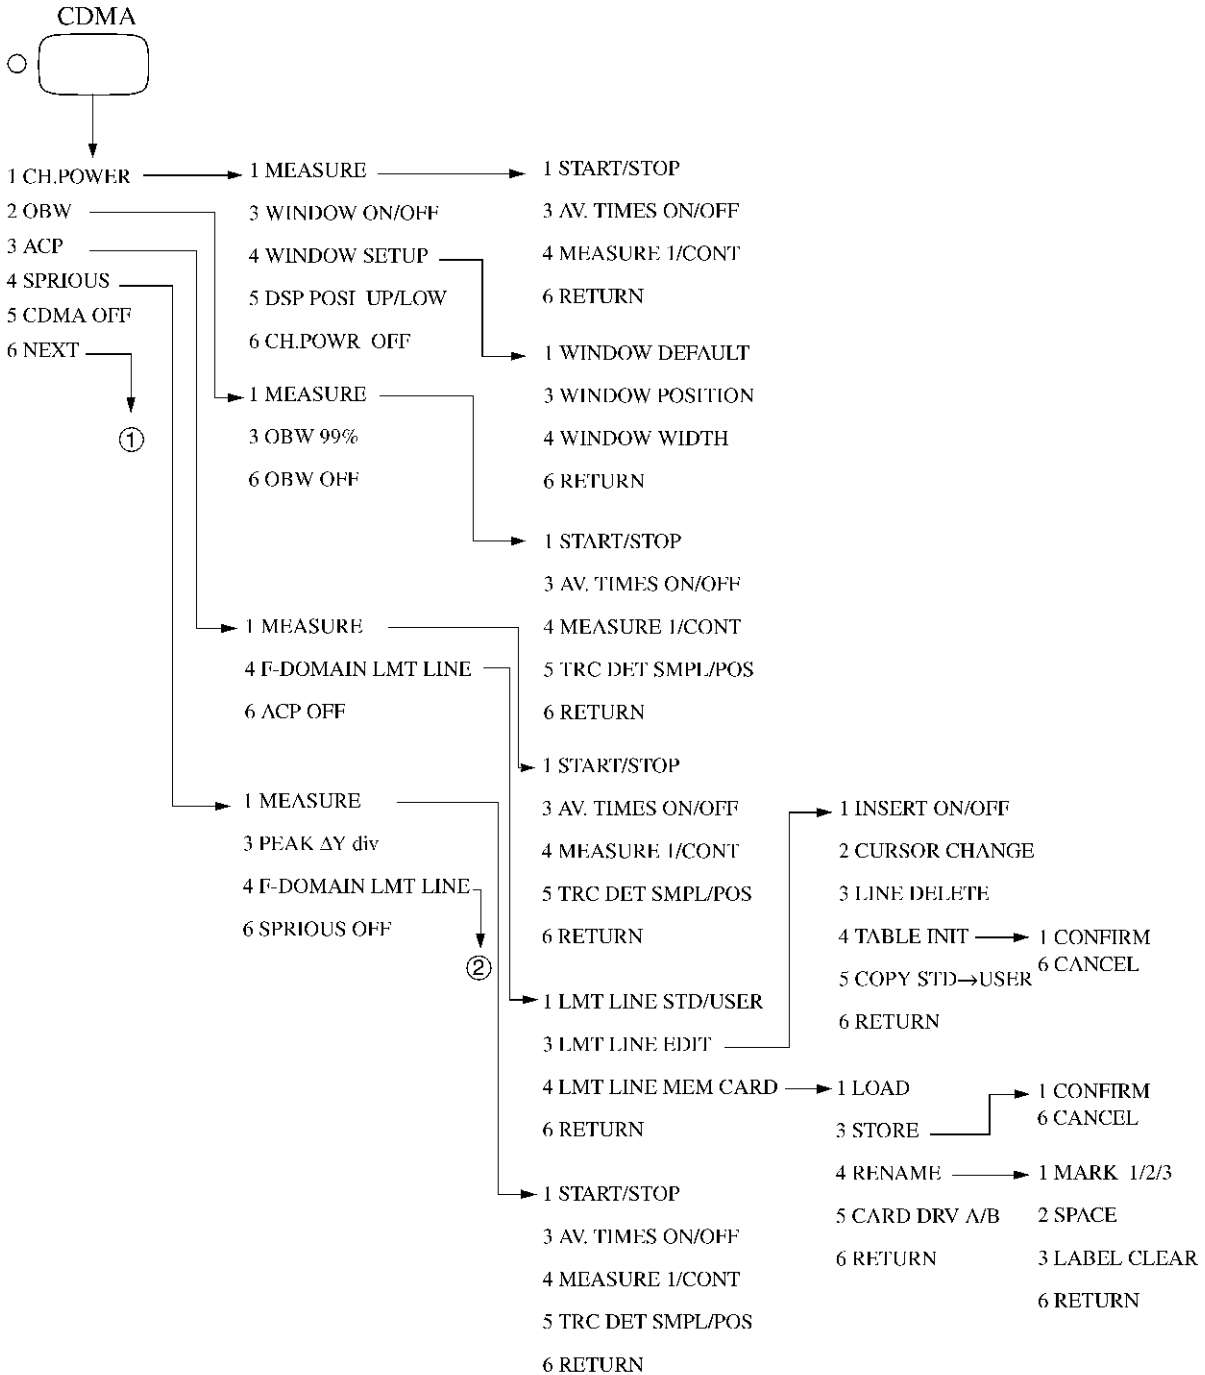 CDMA
1 CH.POWER
2 OBW
3 ACP
4 SPRIOUS
5 CDMA OFF
6 NEXT
①
1 MEASURE
3 WINDOW ON/OFF
4 WINDOW SETUP
5 DSP POSI UP/LOW
6 CH.POWR OFF
1 START/STOP
3 AV. TIMES ON/OFF
4 MEASURE 1/CONT
6 RETURN
1 WINDOW DEFAULT
3 WINDOW POSITION
4 WINDOW WIDTH
6 RETURN
1 MEASURE
3 OBW 99%
6 OBW OFF
1 START/STOP
3 AV. TIMES ON/OFF
4 MEASURE 1/CONT
5 TRC DET SMPL/POS
6 RETURN
1 MEASURE
4 F-DOMAIN LMT LINE
6 ACP OFF
1 START/STOP
3 AV. TIMES ON/OFF
4 MEASURE 1/CONT
5 TRC DET SMPL/POS
6 RETURN
1 MEASURE
3 PEAK ΔY div
4 F-DOMAIN LMT LINE
6 SPRIOUS OFF
②
1 LMT LINE STD/USER
3 LMT LINE EDIT
4 LMT LINE MEM CARD
6 RETURN
1 INSERT ON/OFF
2 CURSOR CHANGE
3 LINE DELETE
4 TABLE INIT
5 COPY STD→USER
6 RETURN
1 CONFIRM
6 CANCEL
1 LOAD
3 STORE
4 RENAME
5 CARD DRV A/B
6 RETURN
1 CONFIRM
6 CANCEL
1 MARK 1/2/3
2 SPACE
3 LABEL CLEAR
6 RETURN
1 START/STOP
3 AV. TIMES ON/OFF
4 MEASURE 1/CONT
5 TRC DET SMPL/POS
6 RETURN